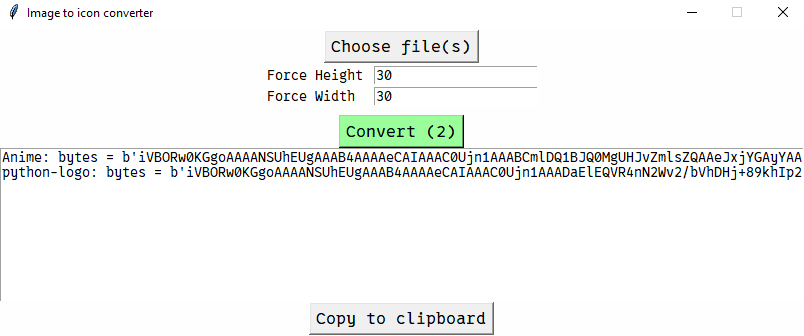 Image to icon converter
Choose file(s)
Force Height 30
Force Width 30
Convert (2)
Anime: bytes = b'iVBORw0KGgoAAAANSUhEUgAAAB4AAAAeCAIAAAC0Ujn1AAABCmlDQ1BJQ0MgUHJvZmlsZQAAeJxjYGAyYAA
python-logo: bytes = b'iVBORw0KGgoAAAANSUhEUgAAAB4AAAAeCAIAAAC0Ujn1AAADaElEQVR4nN2Wv2/bVhDHj+89khIp2
Copy to clipboard